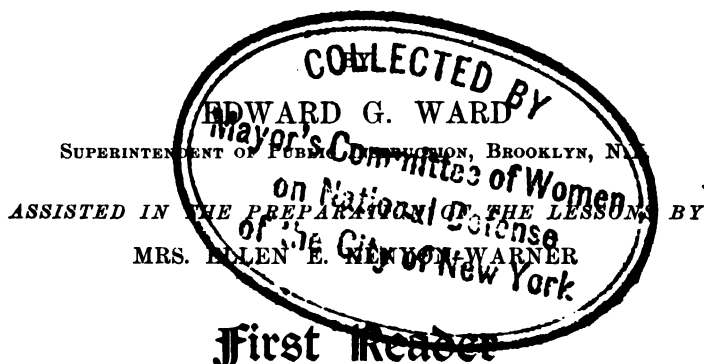 BY
EDWARD G. WARD
SUPERINTENDENT OF PUBLIC INSTRUCTION, BROOKLYN, N.Y.
ASSISTED IN THE PREPARATION OF THE LESSONS BY
MRS. ELLEN E. KENYON-WARNER
First Reader
COLLECTED BY
Mayor's Committee of Women
on National Defense
of the City of New York